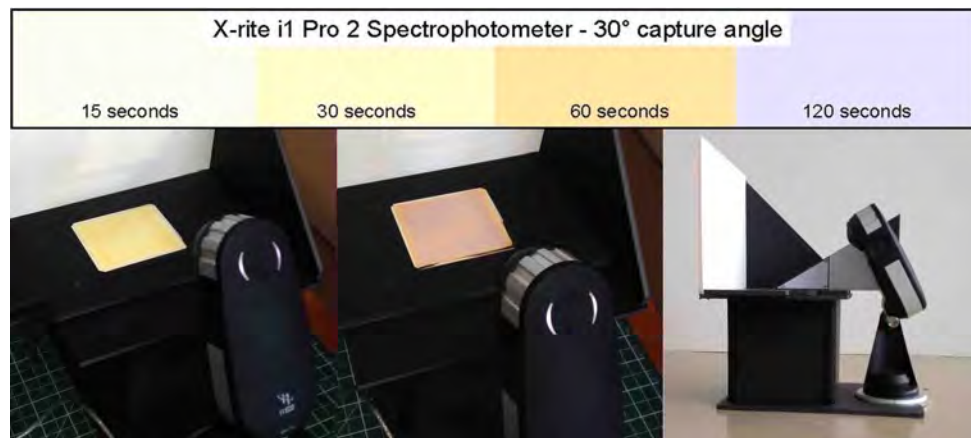 X-rite i1 Pro 2 Spectrophotometer - 30° capture angle
15 seconds
30 seconds
60 seconds
120 seconds